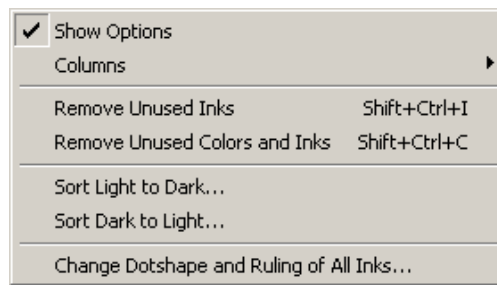 Show Options
Columns
Remove Unused Inks Shift+Ctrl+I
Remove Unused Colors and Inks Shift+Ctrl+C
Sort Light to Dark...
Sort Dark to Light...
Change Dotshape and Ruling of All Inks...